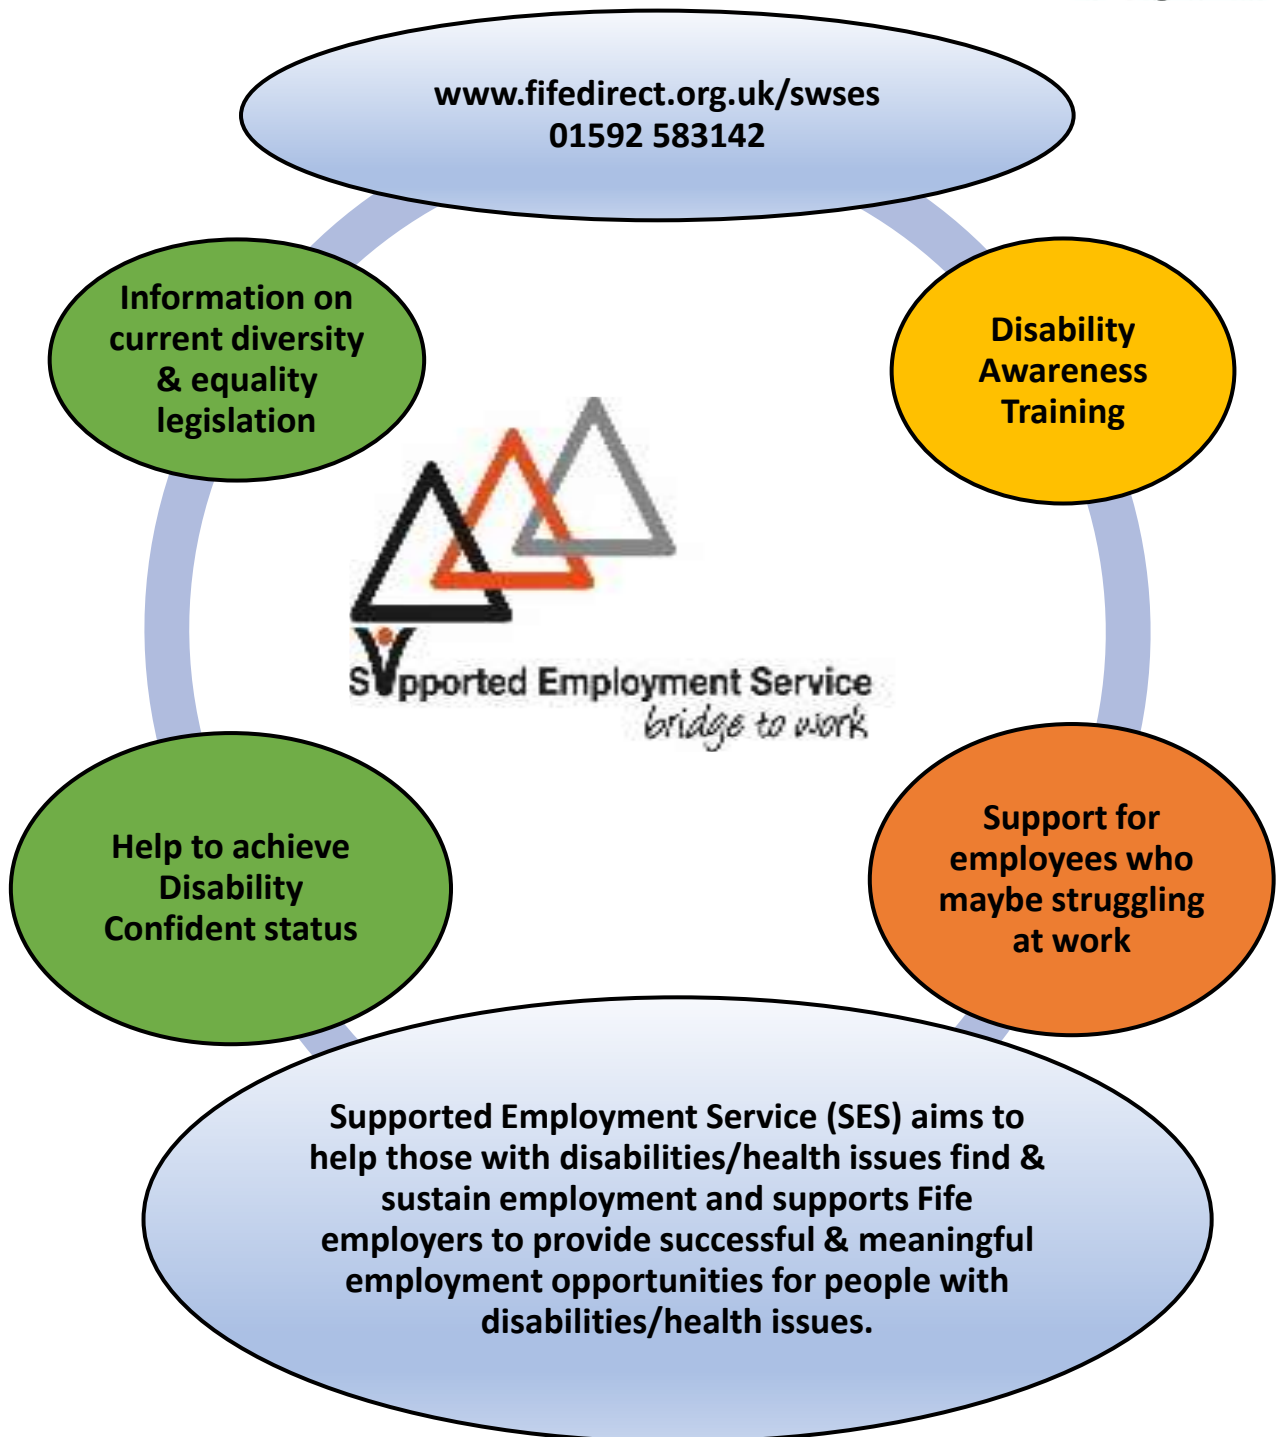 www.fifedirect.org.uk/swses
01592 583142
Information on
current diversity
& equality
legislation
Disability
Awareness
Training
Supported Employment Service
bridge to work
Help to achieve
Disability
Confident status
Support for
employees who
maybe struggling
at work
Supported Employment Service (SES) aims to
help those with disabilities/health issues find &
sustain employment and supports Fife
employers to provide successful & meaningful
employment opportunities for people with
disabilities/health issues.